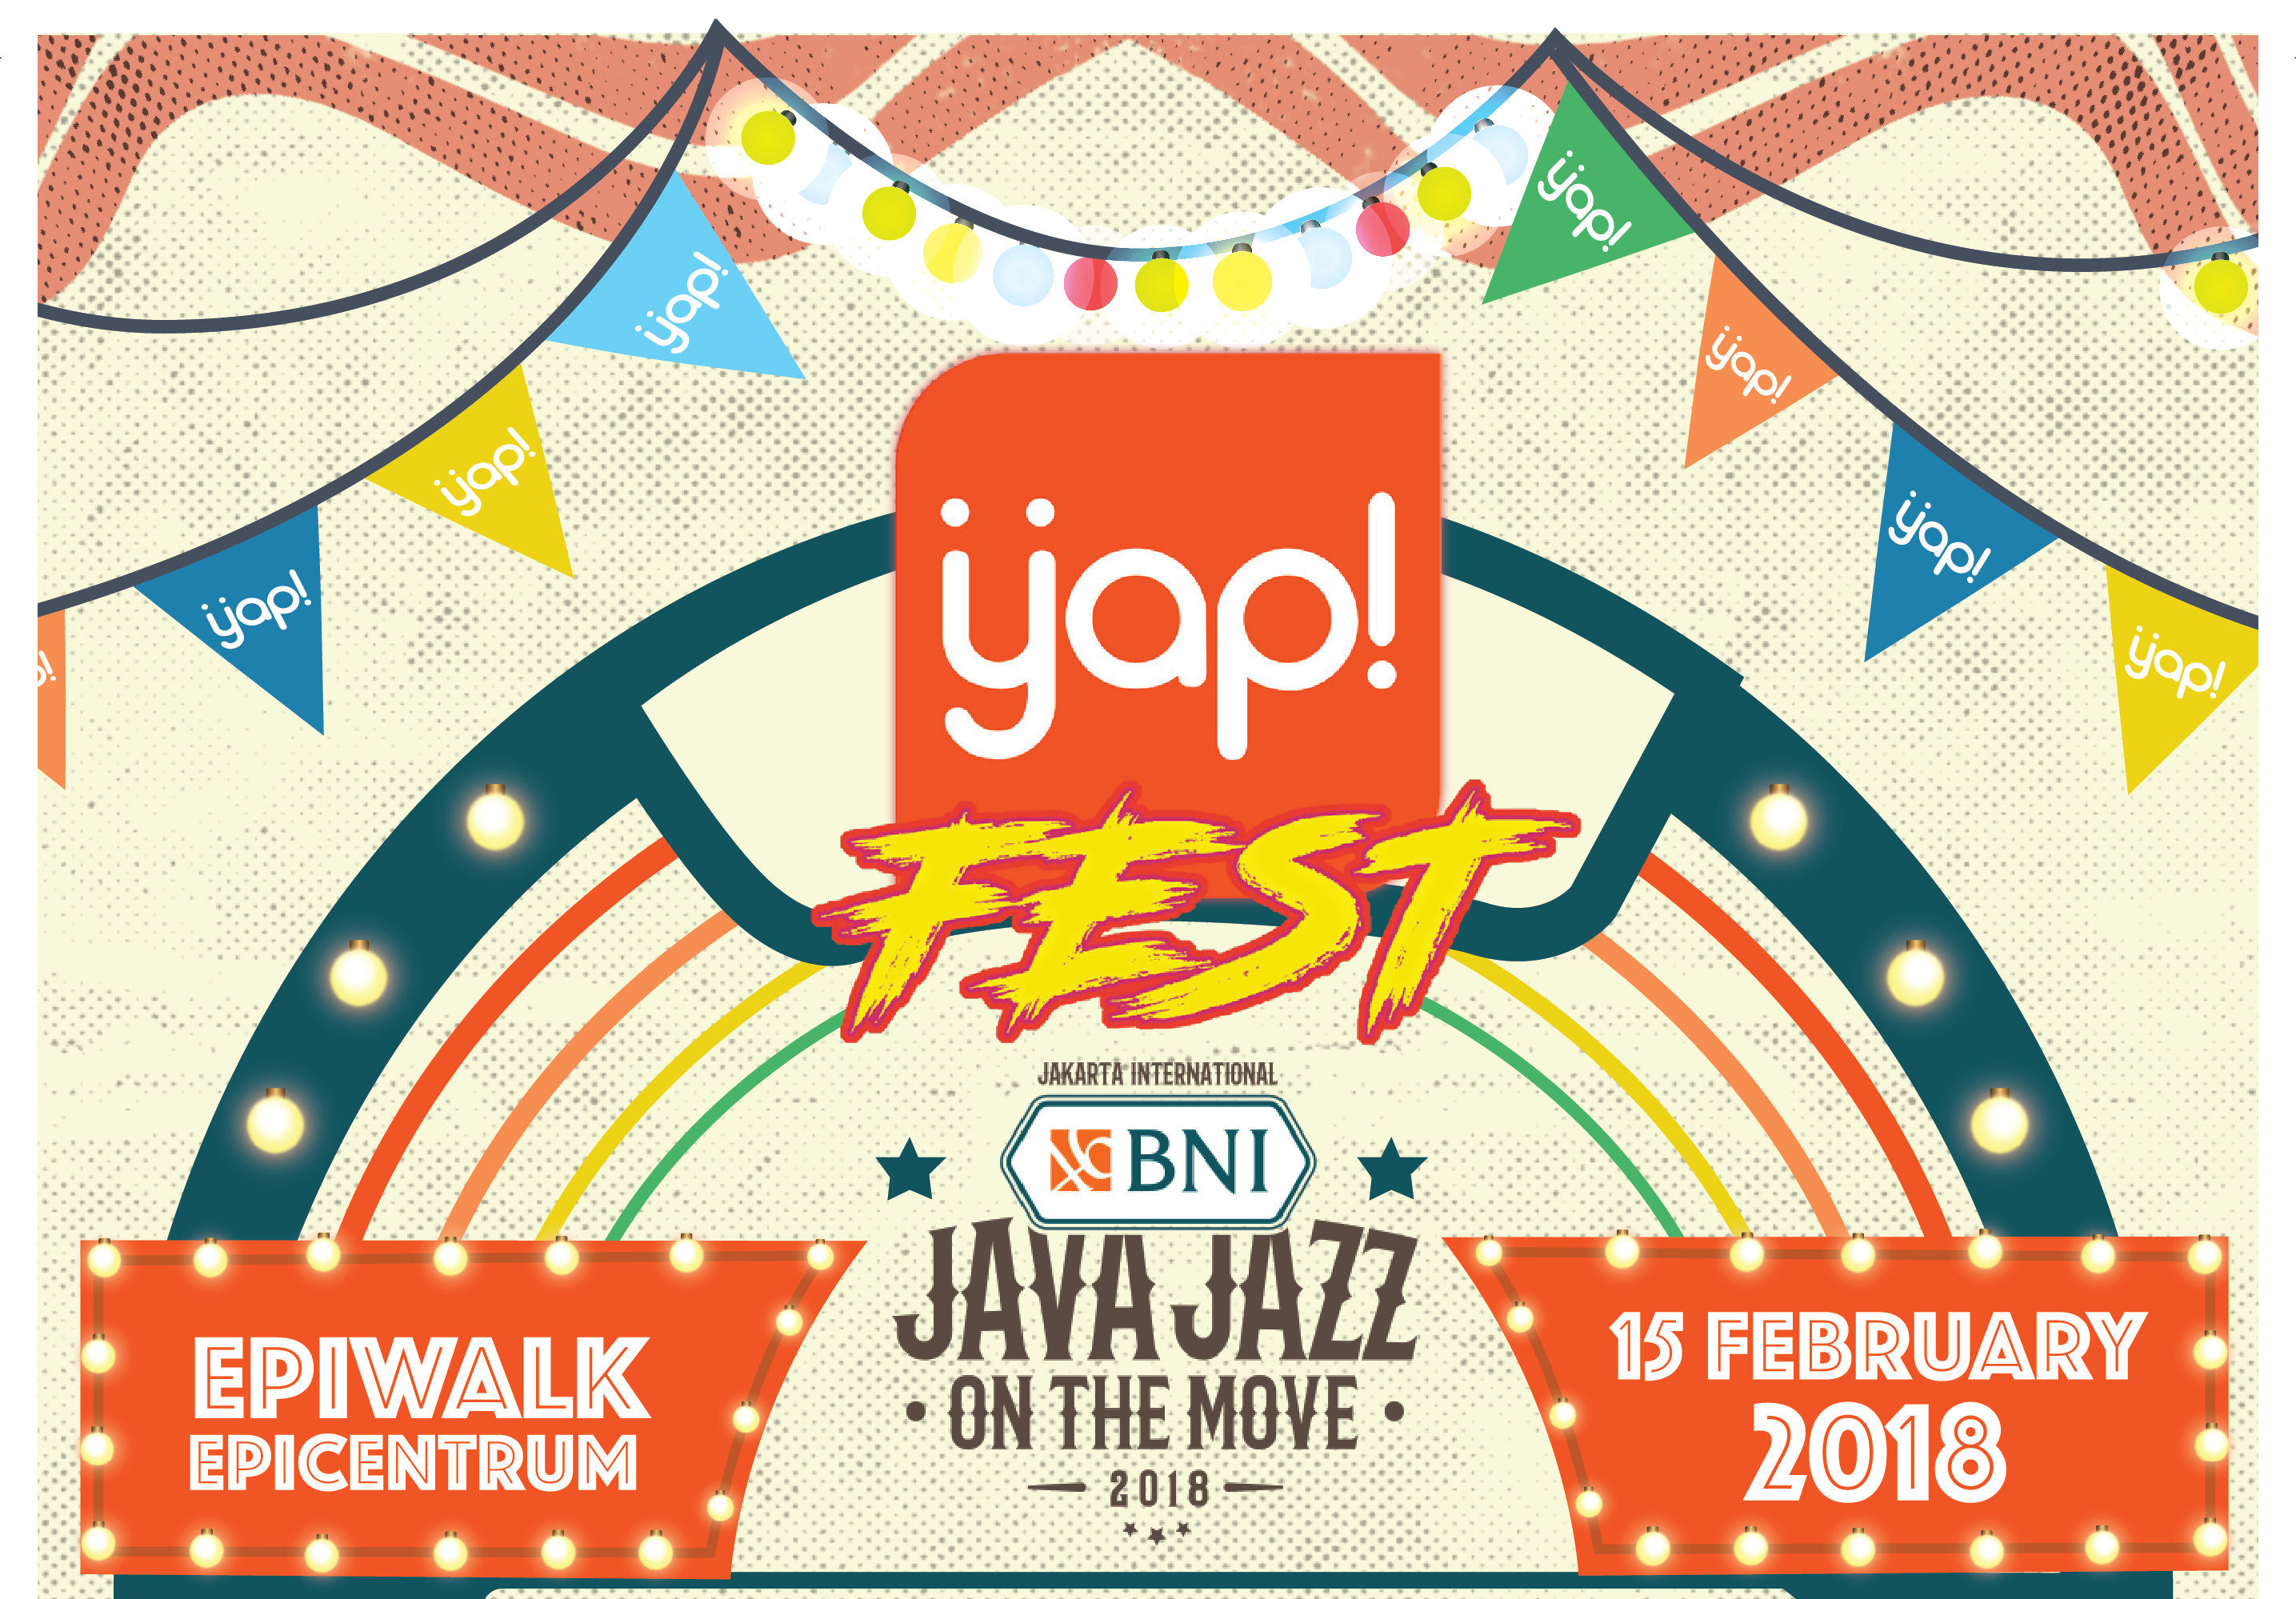 yap!
yap!
yap!
yap!
yap!
yap!
yap!
p!
yap!
FEST
JAKARTA INTERNATIONAL
BNI
JAVA JAZZ
• ON THE MOVE •
2018
EPIWALK
EPICENTRUM
15 FEBRUARY
2018